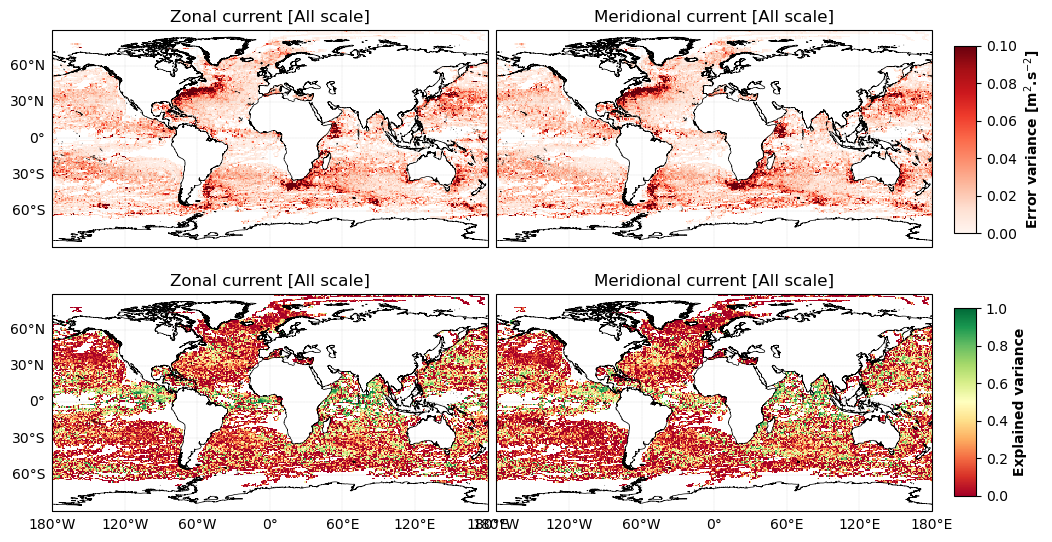 Zonal current [All scale]
Meridional current [All scale]
60°N
30°N
0°
30°S
60°S
0.10
0.08
0.06
0.04
0.02
0.00
Error variance [m².s⁻²]
Zonal current [All scale]
Meridional current [All scale]
60°N
30°N
0°
30°S
60°S
180°W 120°W 60°W 0° 60°E 120°E 180°E
180°W 120°W 60°W 0° 60°E 120°E 180°E
1.0
0.8
0.6
0.4
0.2
0.0
Explained variance